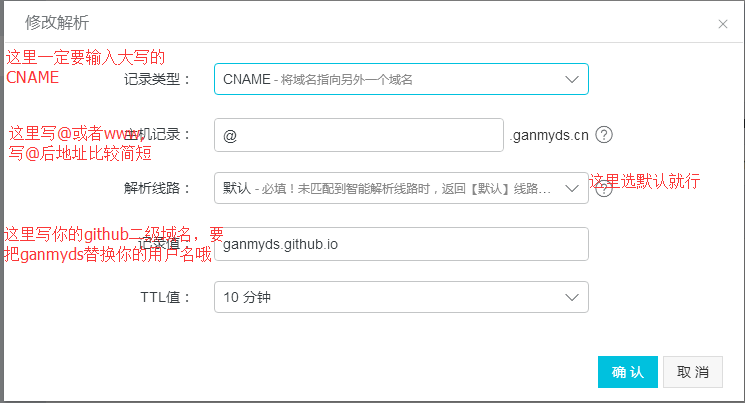 修改解析
这里一定要输入大写的
CNAME
记录类型：
CNAME - 将域名指向另外一个域名
这里写@或者www,
写@后地址比较简短
主机记录：
@
.ganmyds.cn
?
解析线路：
默认 - 必填！未匹配到智能解析线路时，返回【默认】线路...
?
这里选默认就行
这里写你的github二级域名，要
把ganmyds替换你的用户名哦
记录值：
ganmyds.github.io
TTL值：
10 分钟
确 认
取 消